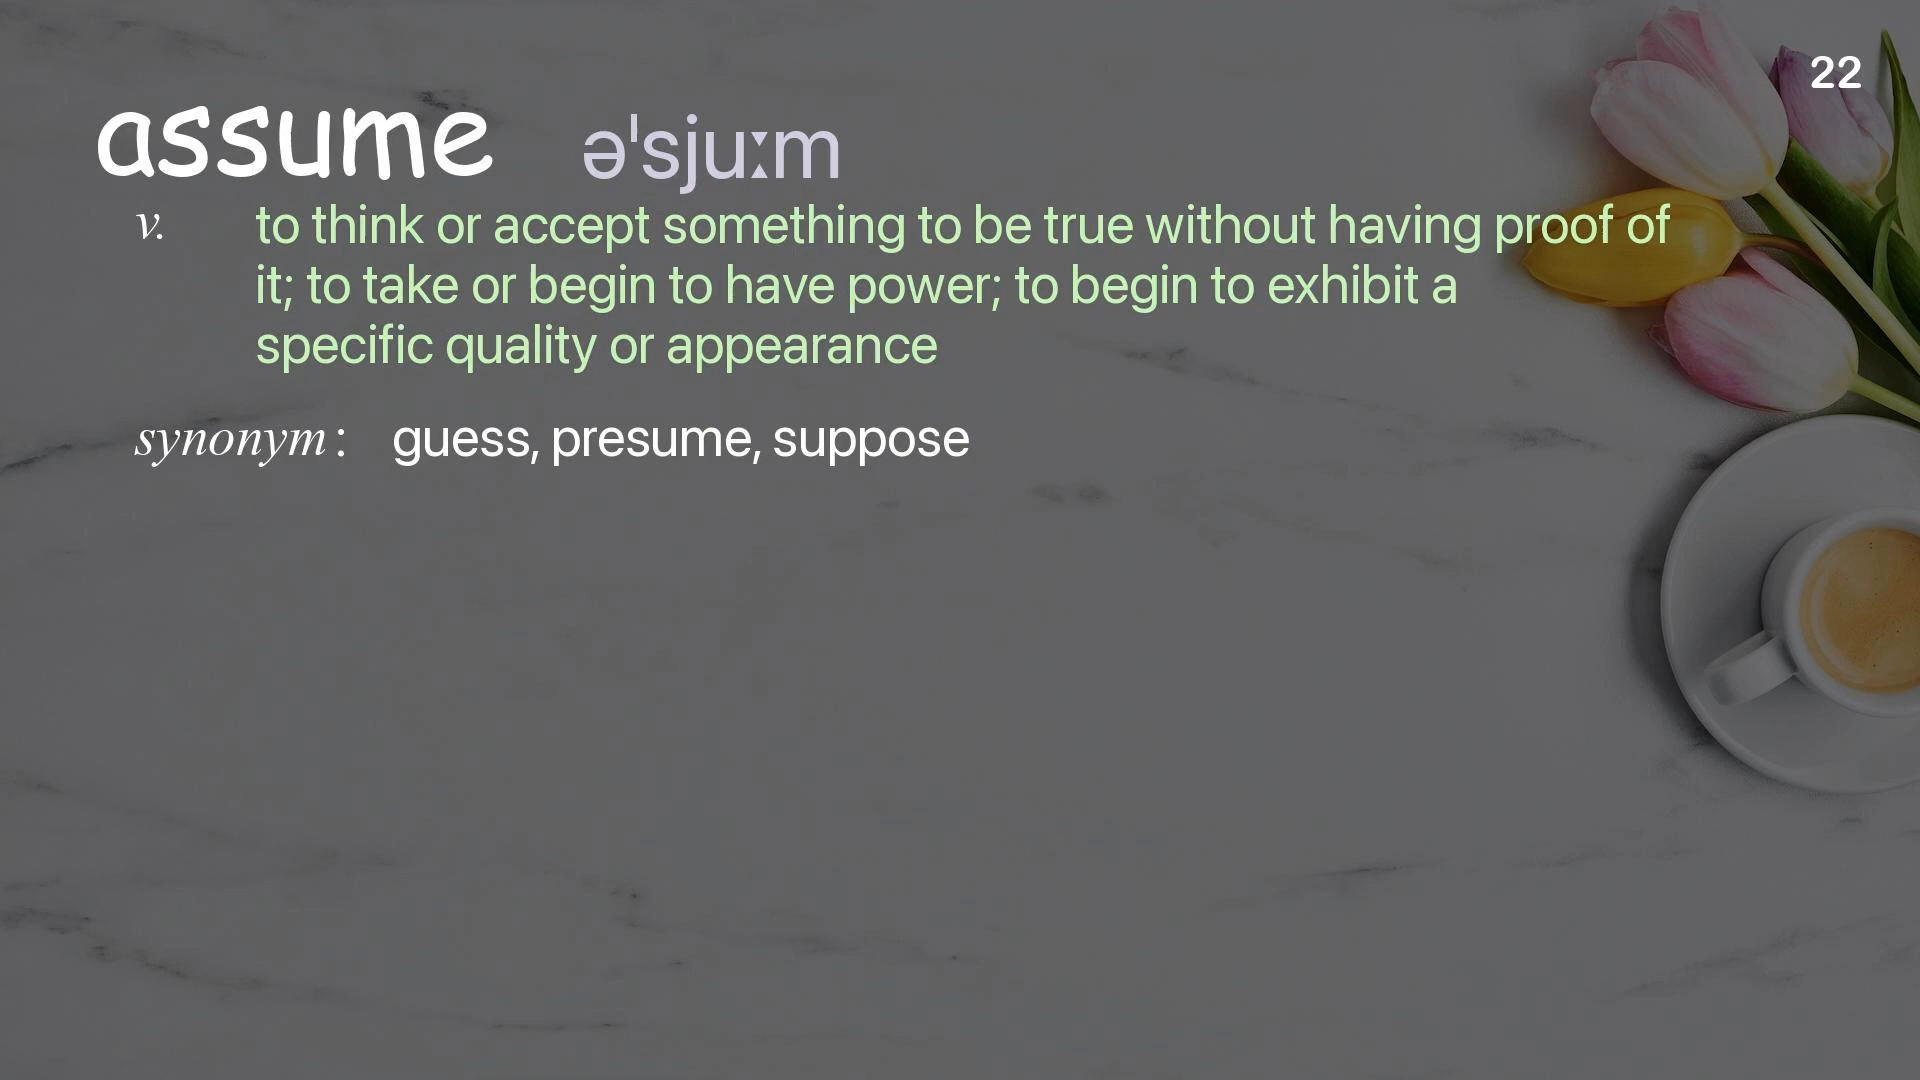 22
assume əˈsjuːm
v. to think or accept something to be true without having proof of
it; to take or begin to have power; to begin to exhibit a
specific quality or appearance
synonym : guess, presume, suppose